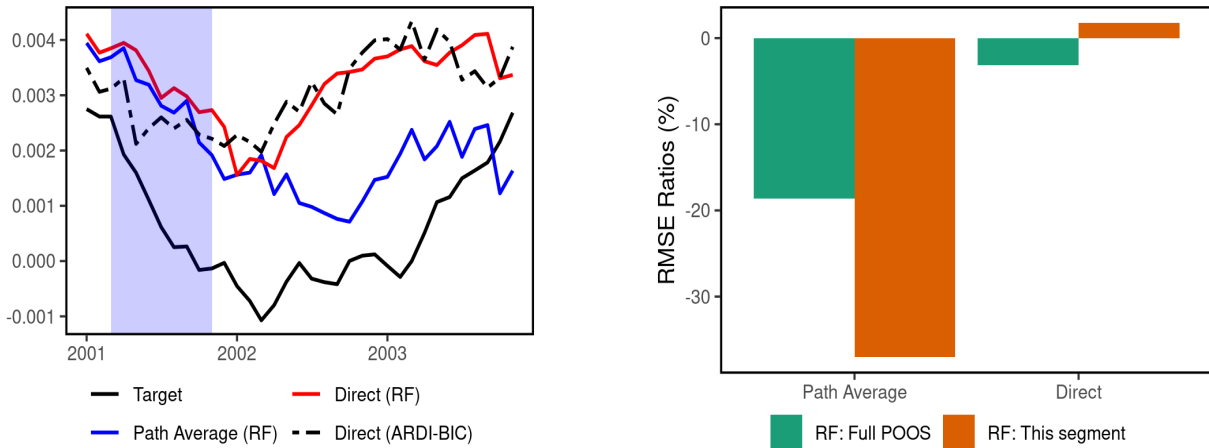 0.004
0.003
0.002
0.001
0.000
-0.001
2001 2002 2003
Target Direct (RF)
Path Average (RF) Direct (ARDI-BIC)
RMSE Ratios (%)
0
-10
-20
-30
Path Average Direct
RF: Full POOS RF: This segment